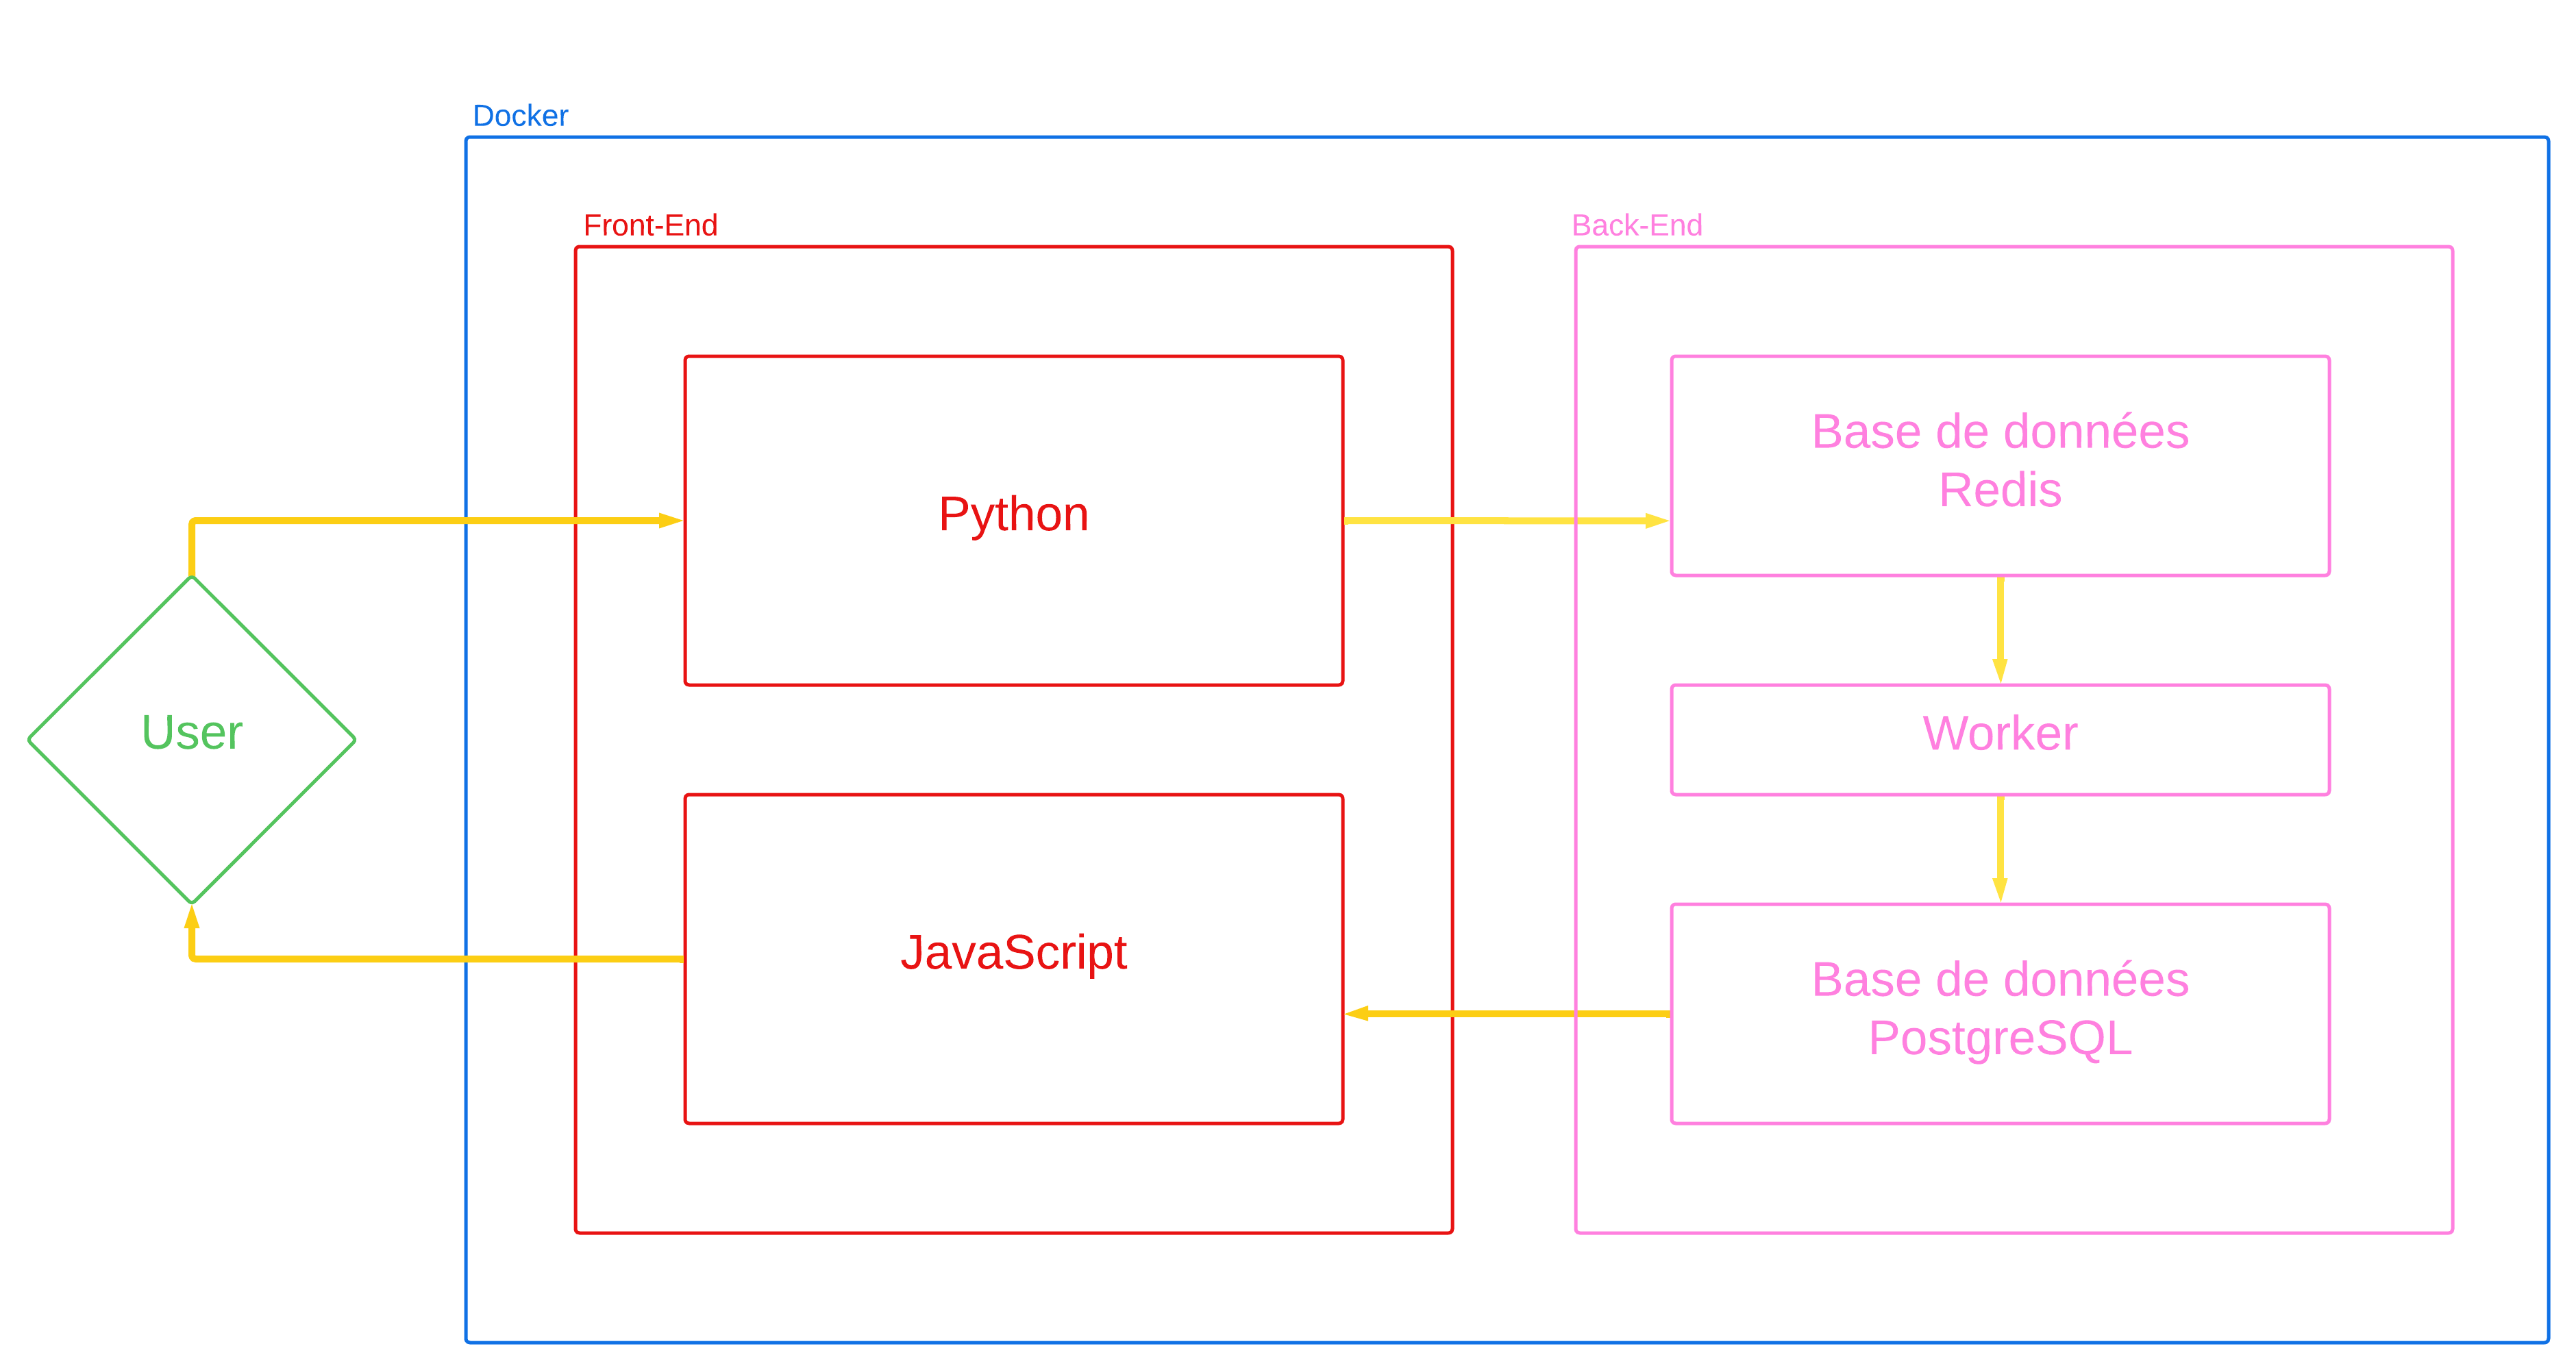 Docker
Front-End
Back-End
Python
Base de données
Redis
User
Worker
JavaScript
Base de données
PostgreSQL